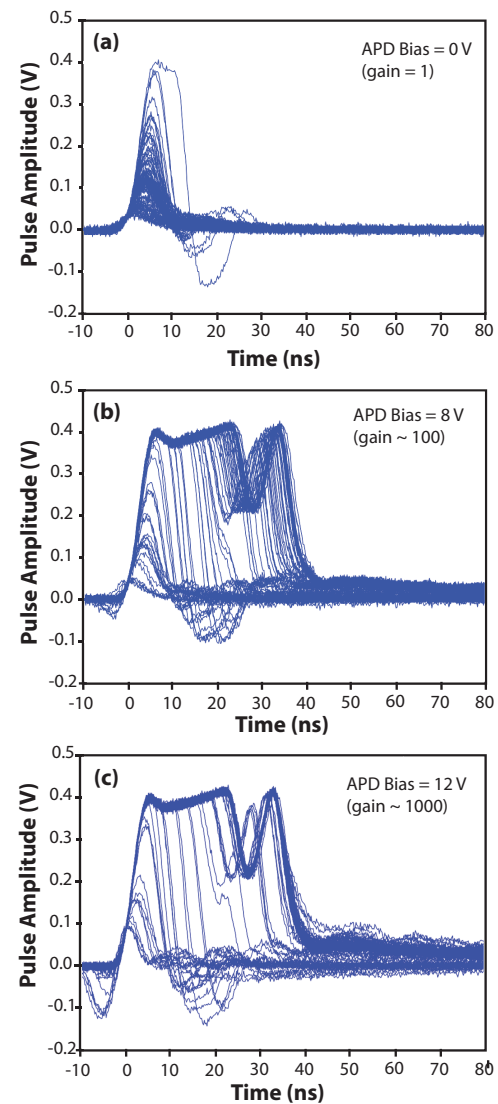 (a)
APD Bias = 0 V
(gain = 1)
Pulse Amplitude (V)
0.5
0.4
0.3
0.2
0.1
0.0
-0.1
-0.2
-10 0 10 20 30 40 50 60 70 80
Time (ns)
(b)
APD Bias = 8 V
(gain ~ 100)
Pulse Amplitude (V)
0.5
0.4
0.3
0.2
0.1
0.0
-0.1
-0.2
-10 0 10 20 30 40 50 60 70 80
Time (ns)
(c)
APD Bias = 12 V
(gain ~ 1000)
Pulse Amplitude (V)
0.5
0.4
0.3
0.2
0.1
0.0
-0.1
-0.2
-10 0 10 20 30 40 50 60 70 80
Time (ns)